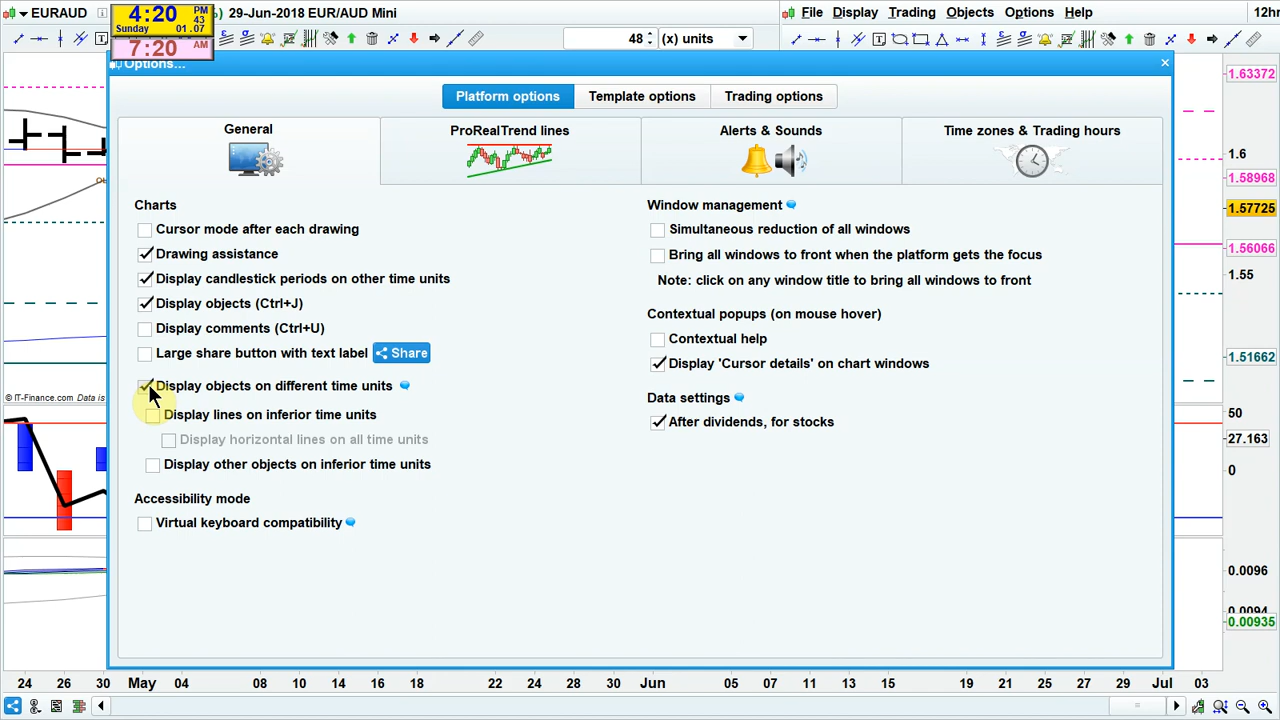 EURAUD
4:20 PM 43
Sunday 01.07
7:20 AM
) 29-Jun-2018 EUR/AUD Mini
File Display Trading Objects Options Help
12hr
48 (x) units
Options...
Platform options Template options Trading options
General ProRealTrend lines Alerts & Sounds Time zones & Trading hours
Charts
Cursor mode after each drawing
Drawing assistance
Display candlestick periods on other time units
Display objects (Ctrl+J)
Display comments (Ctrl+U)
Large share button with text label Share
Display objects on different time units
Display lines on inferior time units
Display horizontal lines on all time units
Display other objects on inferior time units
Accessibility mode
Virtual keyboard compatibility
Window management
Simultaneous reduction of all windows
Bring all windows to front when the platform gets the focus
Note: click on any window title to bring all windows to front
Contextual popups (on mouse hover)
Contextual help
Display 'Cursor details' on chart windows
Data settings
After dividends, for stocks
1.63372
1.6
1.58968
1.57725
1.56066
1.55
1.51662
50
27.163
0
0.0096
0.0094
0.00935
© IT-Finance.com Data is
24 26 30 May 04 08 10 14 16 18 22 24 28 30 Jun 05 07 11 13 15 19 21 25 27 29 Jul 03